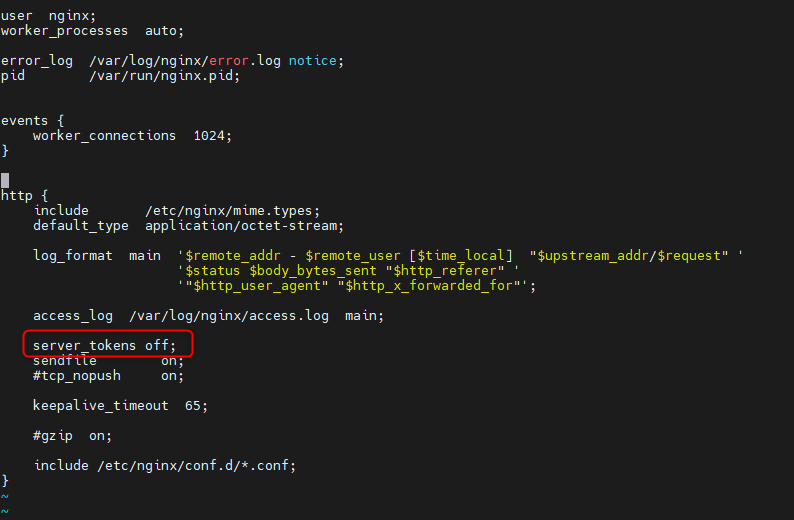 user  nginx;
worker_processes  auto;
error_log  /var/log/nginx/error.log notice;
pid        /var/run/nginx.pid;
events {
    worker_connections  1024;
}
http {
    include       /etc/nginx/mime.types;
    default_type  application/octet-stream;
    log_format  main  '$remote_addr - $remote_user [$time_local]  "$upstream_addr/$request" '
                      '$status $body_bytes_sent "$http_referer" '
                      '"$http_user_agent" "$http_x_forwarded_for"';
    access_log  /var/log/nginx/access.log  main;
    server_tokens off;
    sendfile        on;
    #tcp_nopush     on;
    keepalive_timeout  65;
    #gzip  on;
    include /etc/nginx/conf.d/*.conf;
}
~
~